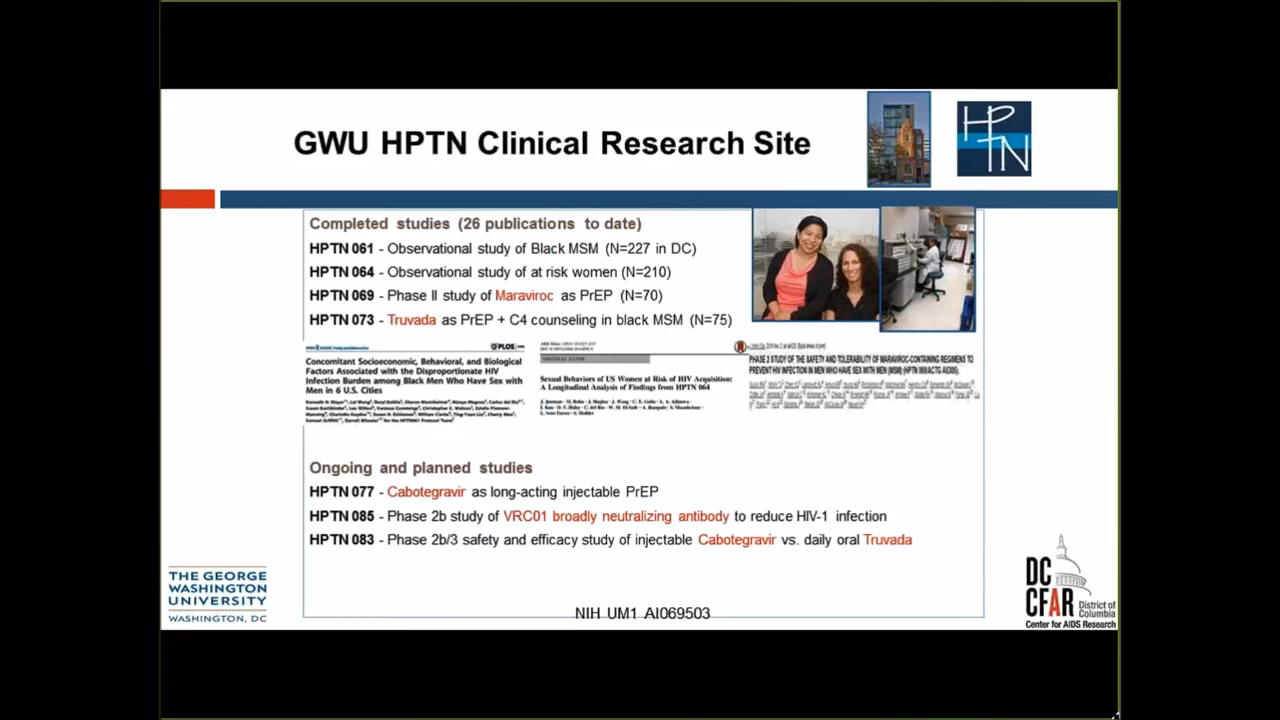 GWU HPTN Clinical Research Site
HPTN
Completed studies (26 publications to date)
HPTN 061 - Observational study of Black MSM (N=227 in DC)
HPTN 064 - Observational study of at risk women (N=210)
HPTN 069 - Phase II study of Maraviroc as PrEP (N=70)
HPTN 073 - Truvada as PrEP + C4 counseling in black MSM (N=75)
PLOS
Concomitant Socioeconomic, Behavioral, and Biological
Factors Associated with the Disproportionate HIV
Infection Burden among Black Men Who Have Sex with
Men in 6 U.S. Cities
ORIGINAL PAPER
Sexual Behaviors of US Women at Risk of HIV Acquisition:
A Longitudinal Analysis of Findings from HPTN 064
PHASE 2 STUDY OF THE SAFETY AND TOLERABILITY OF MARAVIROC-CONTAINING REGIMENS TO
PREVENT HIV INFECTION IN MEN WHO HAVE SEX WITH MEN (MSM) (HPTN 069/ACTG A5305).
Ongoing and planned studies
HPTN 077 - Cabotegravir as long-acting injectable PrEP
HPTN 085 - Phase 2b study of VRC01 broadly neutralizing antibody to reduce HIV-1 infection
HPTN 083 - Phase 2b/3 safety and efficacy study of injectable Cabotegravir vs. daily oral Truvada
THE GEORGE
WASHINGTON
UNIVERSITY
WASHINGTON, DC
NIH UM1 AI069503
DC
CFAR
District of
Columbia
Center for AIDS Research